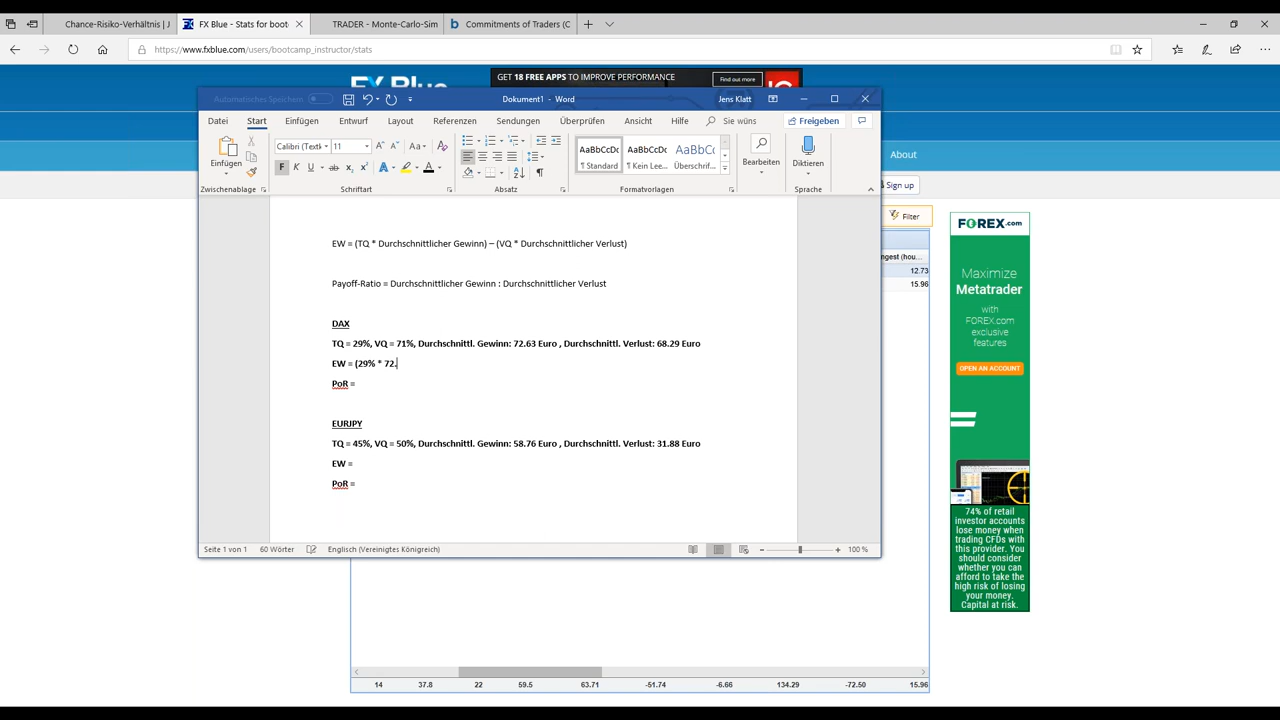 Chance-Risiko-Verhältnis | J
FX Blue - Stats for boot
TRADER - Monte-Carlo-Sim
Commitments of Traders (C
https://www.fxblue.com/users/bootcamp_instructor/stats
FX Blue
GET 18 FREE APPS TO IMPROVE PERFORMANCE
Find out more
IG
Automatisches Speichern
Dokument1 - Word
Jens Klatt
Datei Start Einfügen Entwurf Layout Referenzen Sendungen Überprüfen Ansicht Hilfe Sie wüns
Freigeben
Einfügen
Calibri (Textk
11
AaBbCcDc
AaBbCcDc
AaBbCcD
¶ Standard
¶ Kein Lee...
Überschrif...
Bearbeiten
Diktieren
Zwischenablage
Schriftart
Absatz
Formatvorlagen
Sprache
About
Sign up
Filter
ngest (hou...
12.73
15.96
EW = (TQ * Durchschnittlicher Gewinn) – (VQ * Durchschnittlicher Verlust)
Payoff-Ratio = Durchschnittlicher Gewinn : Durchschnittlicher Verlust
DAX
TQ = 29%, VQ = 71%, Durchschnittl. Gewinn: 72.63 Euro , Durchschnittl. Verlust: 68.29 Euro
EW = (29% * 72.
PoR =
EURJPY
TQ = 45%, VQ = 50%, Durchschnittl. Gewinn: 58.76 Euro , Durchschnittl. Verlust: 31.88 Euro
EW =
PoR =
Seite 1 von 1
60 Wörter
Englisch (Vereinigtes Königreich)
100 %
14 37.8 22 59.5 63.71 -51.74 -6.66 134.29 -72.50 15.96
FOREX.com
Maximize
Metatrader
with
FOREX.com
exclusive
features
OPEN AN ACCOUNT
74% of retail
investor accounts
lose money when
trading CFDs with
this provider. You
should consider
whether you can
afford to take the
high risk of losing
your money.
Capital at risk.